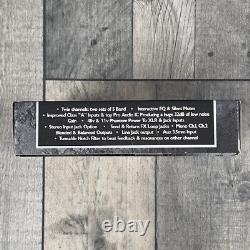 • Twin channels: two sets of 5 Band • Interactive EQ & Silent Mutes
• Improved Class "A" Inputs & top Pro Audio IC Producing a huge 32dB of low noise
Gain • 48v & 11v Phantom Power To XLR & Jack Inputs
• Stereo Input Jack Option • Send & Return FX Loop Jacks • Mono Ch1, Ch2,
Blended & Balanced Outputs • Line Jack output • Aux 3.5mm Input
• Tuneable Notch Filter to beat feedback & resonances on either channel